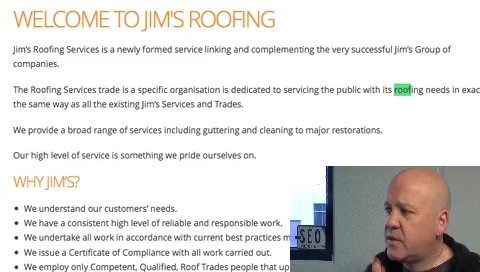 WELCOME TO JIM'S ROOFING
Jim's Roofing Services is a newly formed service linking and complementing the very successful Jim's Group of
companies.
The Roofing Services trade is a specific organisation is dedicated to servicing the public with its roofing needs in exac
the same way as all the existing Jim's Services and Trades.
We provide a broad range of services including guttering and cleaning to major restorations.
Our high level of service is something we pride ourselves on.
WHY JIM'S?
We understand our customers' needs.
We have a consistent high level of reliable and responsible work.
We undertake all work in accordance with current best practices m
We issue a Certificate of Compliance with all work carried out.
We employ only Competent, Qualified, Roof Trades people that up
SEO